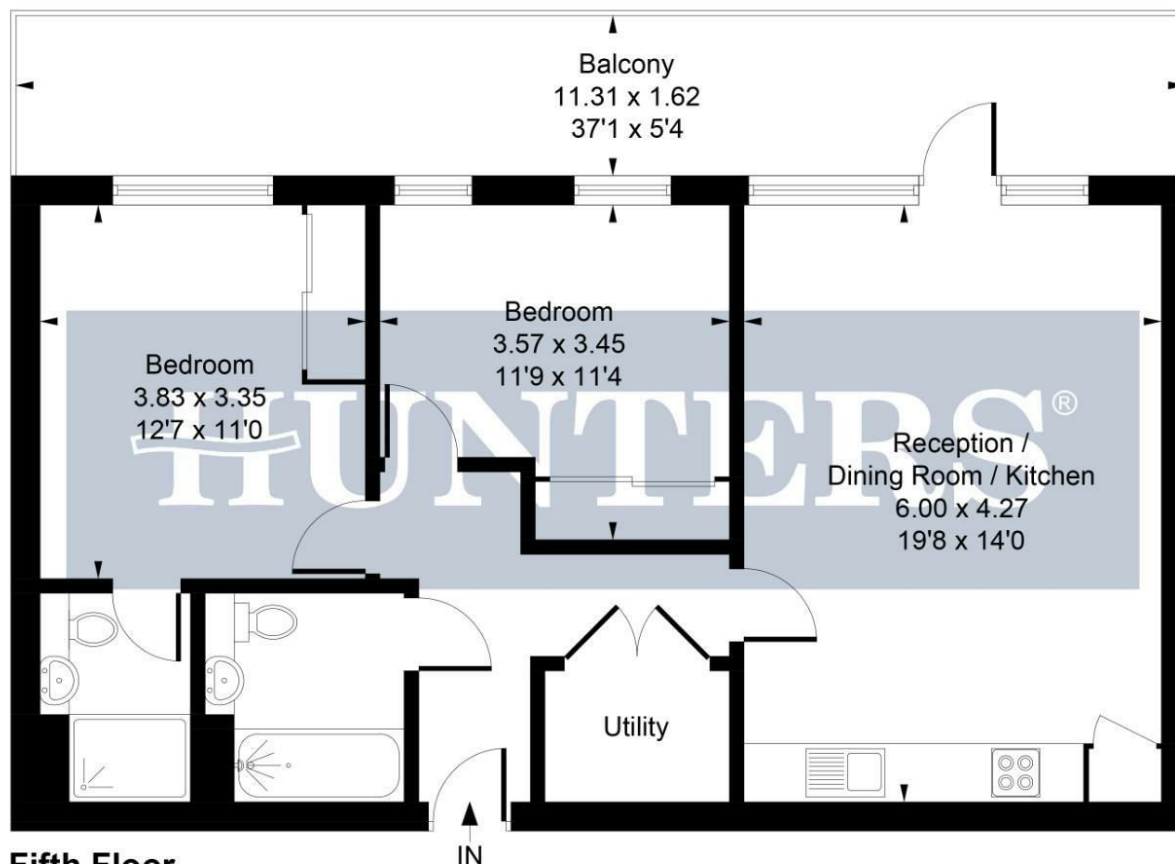 Balcony
11.31 x 1.62
37'1 x 5'4
Bedroom
3.83 x 3.35
12'7 x 11'0
Bedroom
3.57 x 3.45
11'9 x 11'4
HUNTERS®
Reception /
Dining Room / Kitchen
6.00 x 4.27
19'8 x 14'0
Utility
IN
Fifth Floor